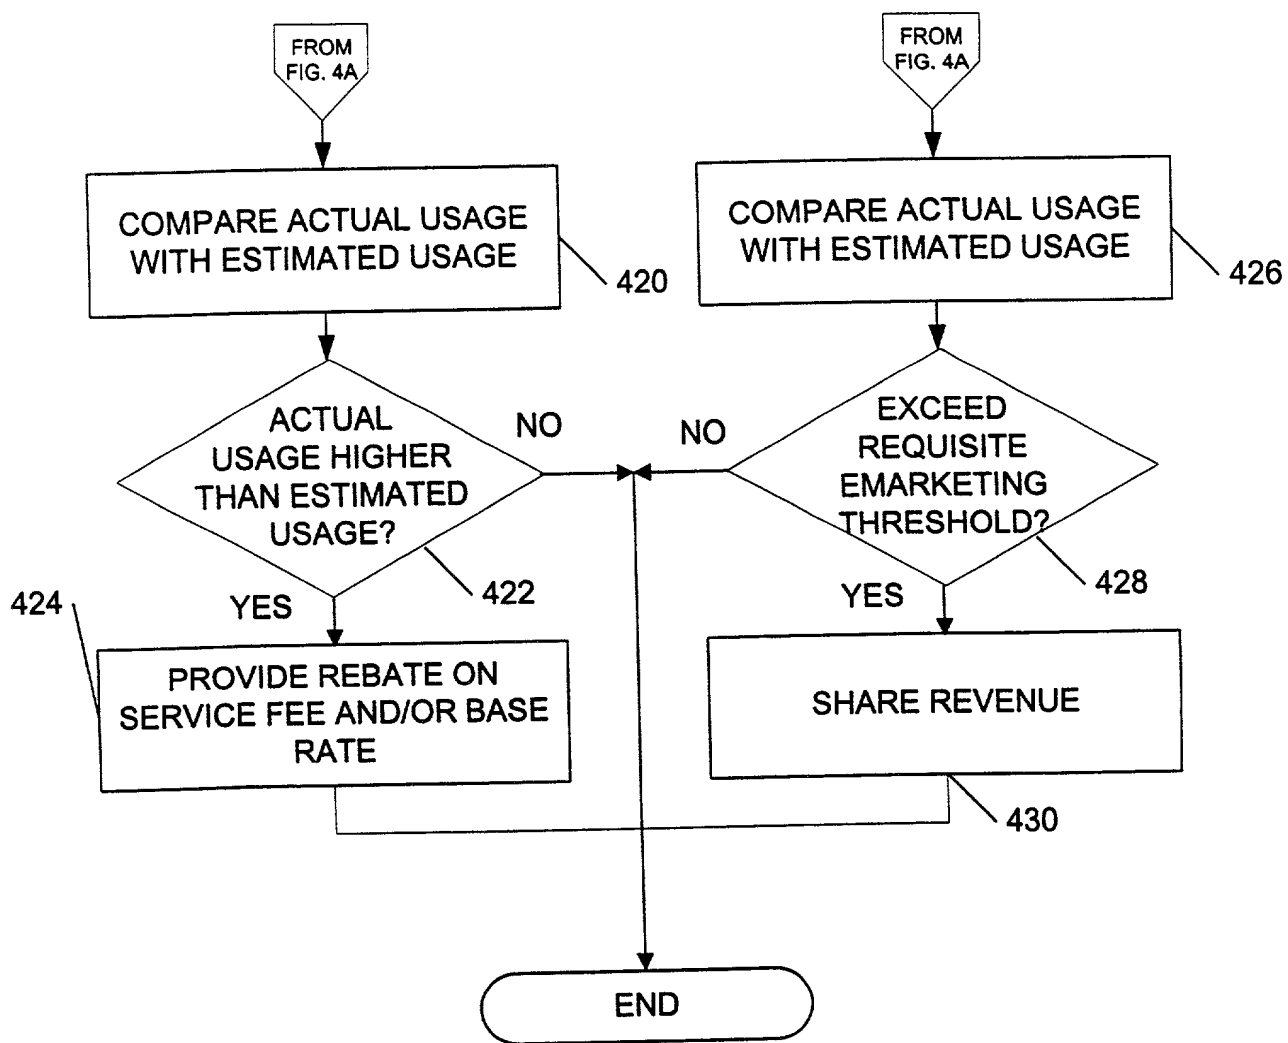 FROM
FIG. 4A
COMPARE ACTUAL USAGE
WITH ESTIMATED USAGE
420
ACTUAL
USAGE HIGHER
THAN ESTIMATED
USAGE?
422
NO
YES
424
PROVIDE REBATE ON
SERVICE FEE AND/OR BASE
RATE
FROM
FIG. 4A
COMPARE ACTUAL USAGE
WITH ESTIMATED USAGE
426
EXCEED
REQUISITE
EMARKETING
THRESHOLD?
428
NO
YES
SHARE REVENUE
430
END